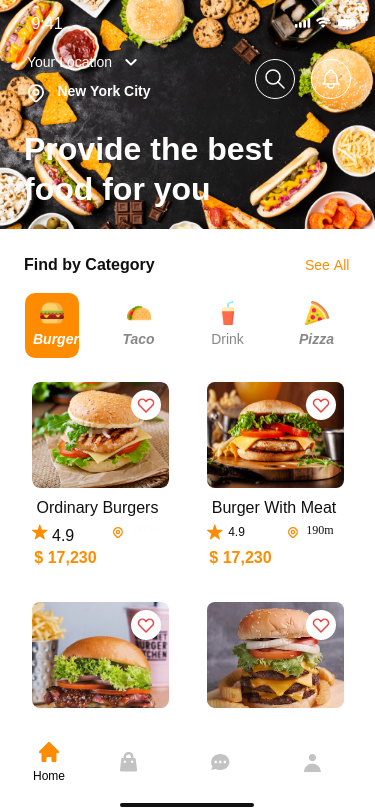 9:41
Your Location
New York City
Provide the best
food for you
Find by Category
See All
Burger
Taco
Drink
Pizza
Ordinary Burgers
4.9
$ 17,230
Burger With Meat
4.9
190m
$ 17,230
Home